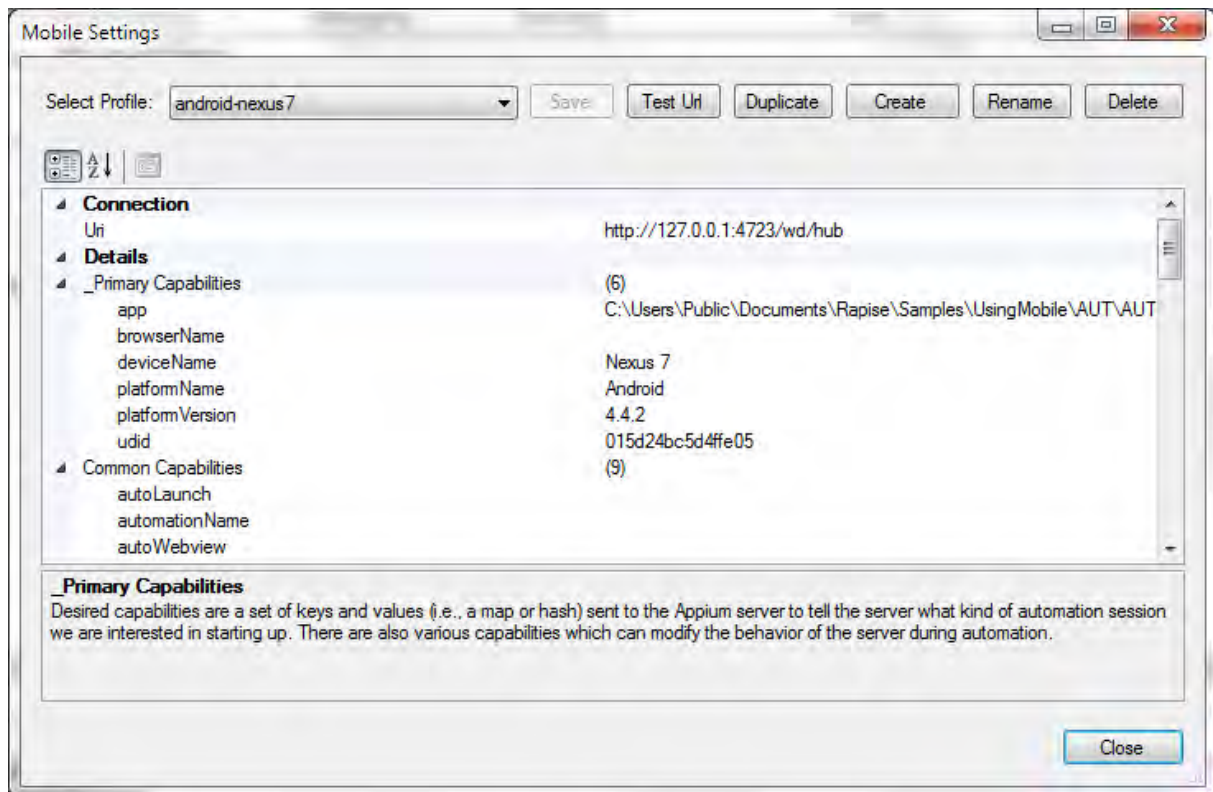 Mobile Settings
Select Profile: android-nexus7 Save Test Url Duplicate Create Rename Delete
Connection
Uri http://127.0.0.1:4723/wd/hub
Details
_Primary Capabilities (6)
app C:\Users\Public\Documents\Rapise\Samples\UsingMobile\AUT\AUT
browserName
deviceName Nexus 7
platformName Android
platformVersion 4.4.2
udid 015d24bc5d4ffe05
Common Capabilities (9)
autoLaunch
automationName
autoWebview
_Primary Capabilities
Desired capabilities are a set of keys and values (i.e., a map or hash) sent to the Appium server to tell the server what kind of automation session
we are interested in starting up. There are also various capabilities which can modify the behavior of the server during automation.
Close